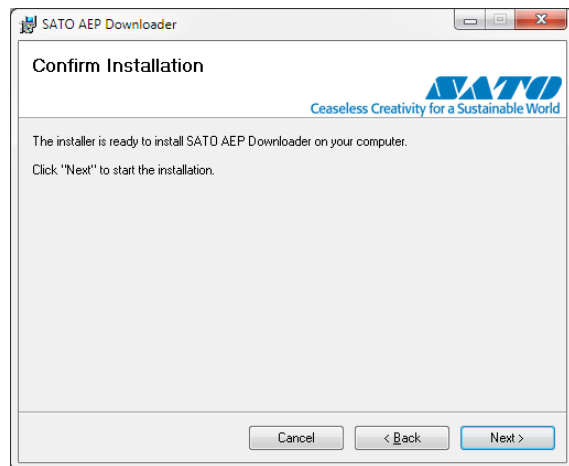 SATO AEP Downloader
Confirm Installation
SATO
Ceaseless Creativity for a Sustainable World
The installer is ready to install SATO AEP Downloader on your computer.
Click "Next" to start the installation.
Cancel
< Back
Next >